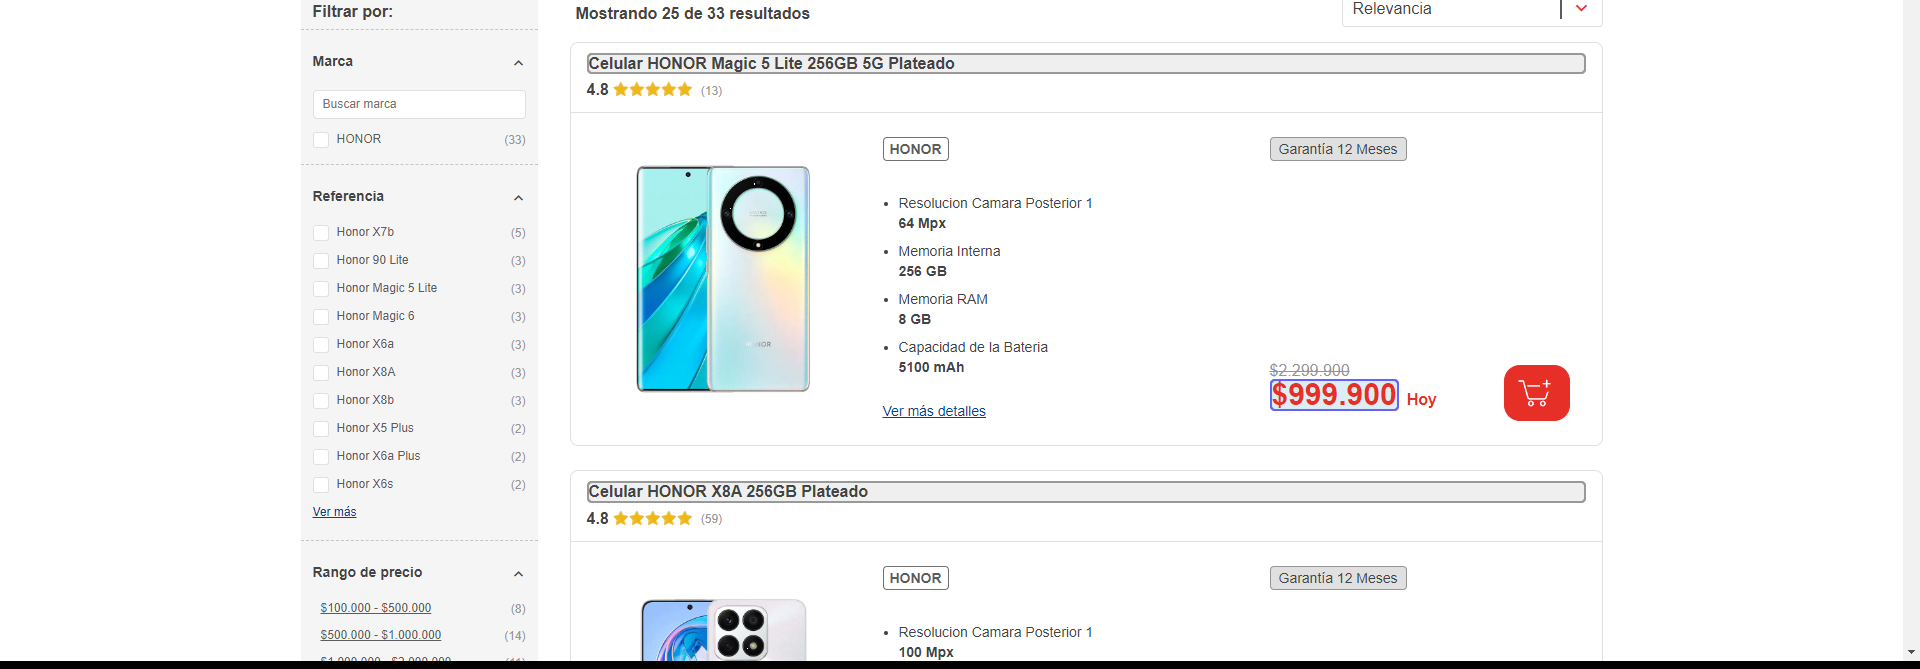 Filtrar por:
Marca
Buscar marca
HONOR (33)
Referencia
Honor X7b (5)
Honor 90 Lite (3)
Honor Magic 5 Lite (3)
Honor Magic 6 (3)
Honor X6a (3)
Honor X8A (3)
Honor X8b (3)
Honor X5 Plus (2)
Honor X6a Plus (2)
Honor X6s (2)
Ver más
Rango de precio
$100.000 - $500.000 (8)
$500.000 - $1.000.000 (14)
Mostrando 25 de 33 resultados
Relevancia
Celular HONOR Magic 5 Lite 256GB 5G Plateado
4.8 (13)
HONOR
Garantía 12 Meses
Resolucion Camara Posterior 1
64 Mpx
Memoria Interna
256 GB
Memoria RAM
8 GB
Capacidad de la Bateria
5100 mAh
Ver más detalles
$2.299.900
$999.900 Hoy
Celular HONOR X8A 256GB Plateado
4.8 (59)
HONOR
Garantía 12 Meses
Resolucion Camara Posterior 1
100 Mpx